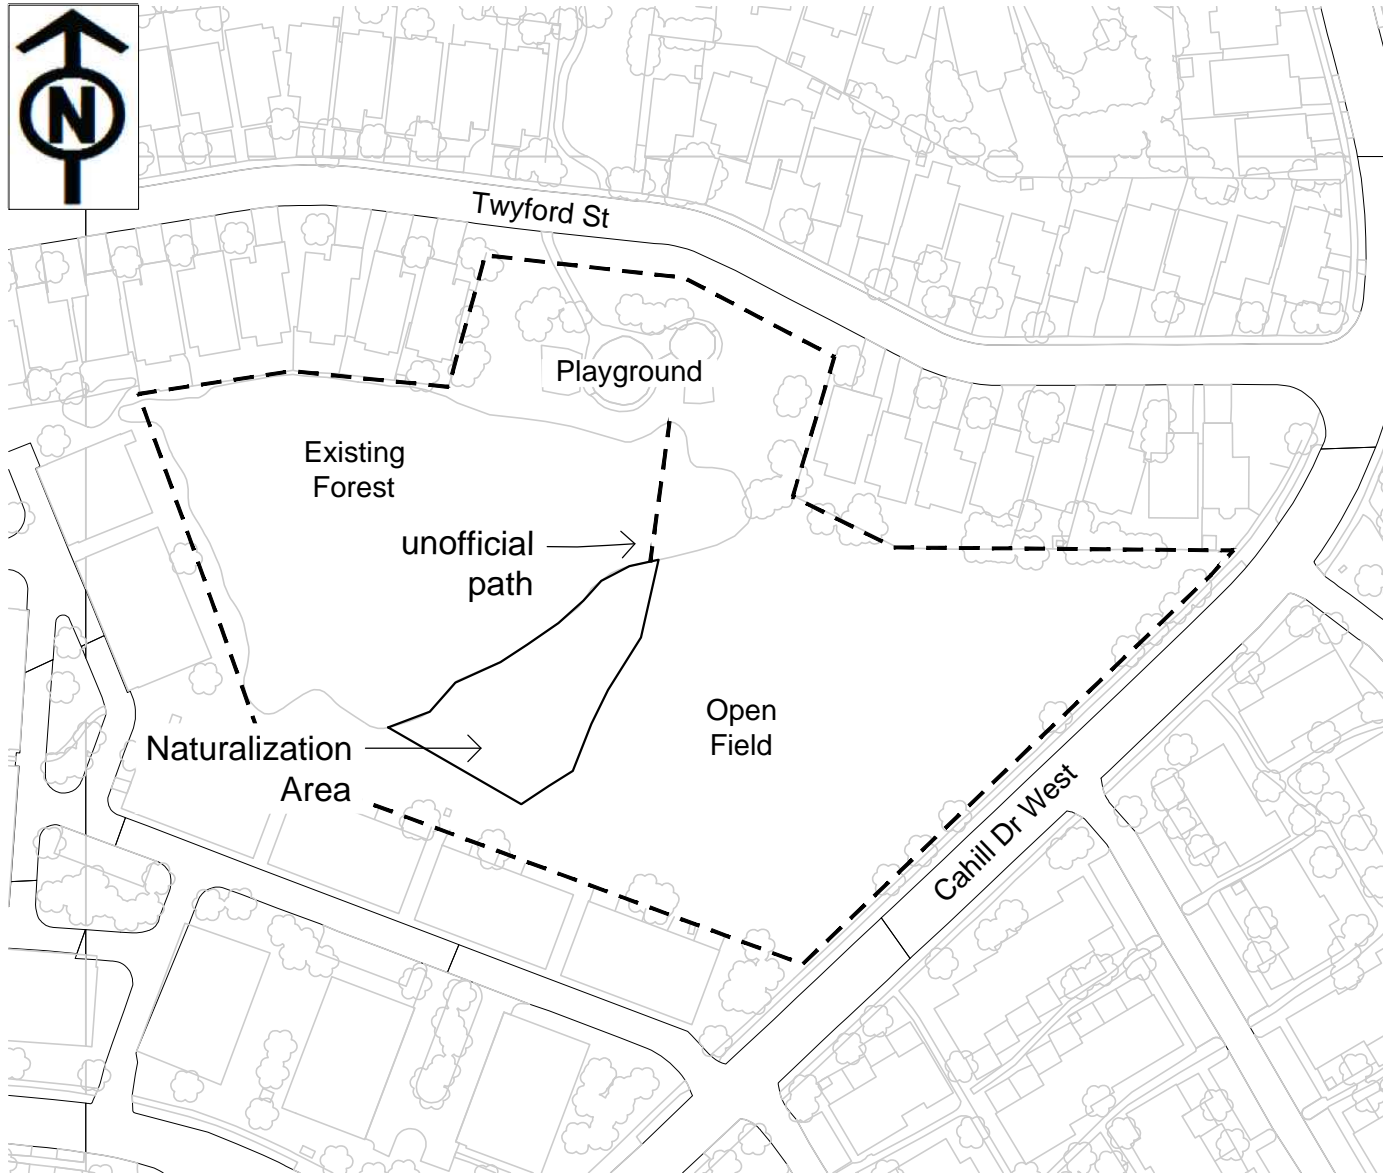 N
Twyford St
Playground
Existing
Forest
unofficial
path
Open
Field
Naturalization
Area
Cahill Dr West